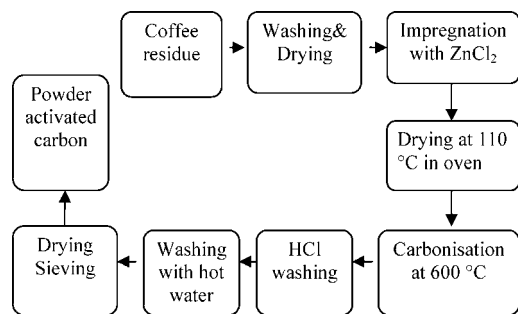 Coffee
residue
Washing&
Drying
Impregnation
with ZnCl₂
Drying at 110
°C in oven
Carbonisation
at 600 °C
HCl
washing
Washing
with hot
water
Drying
Sieving
Powder
activated
carbon